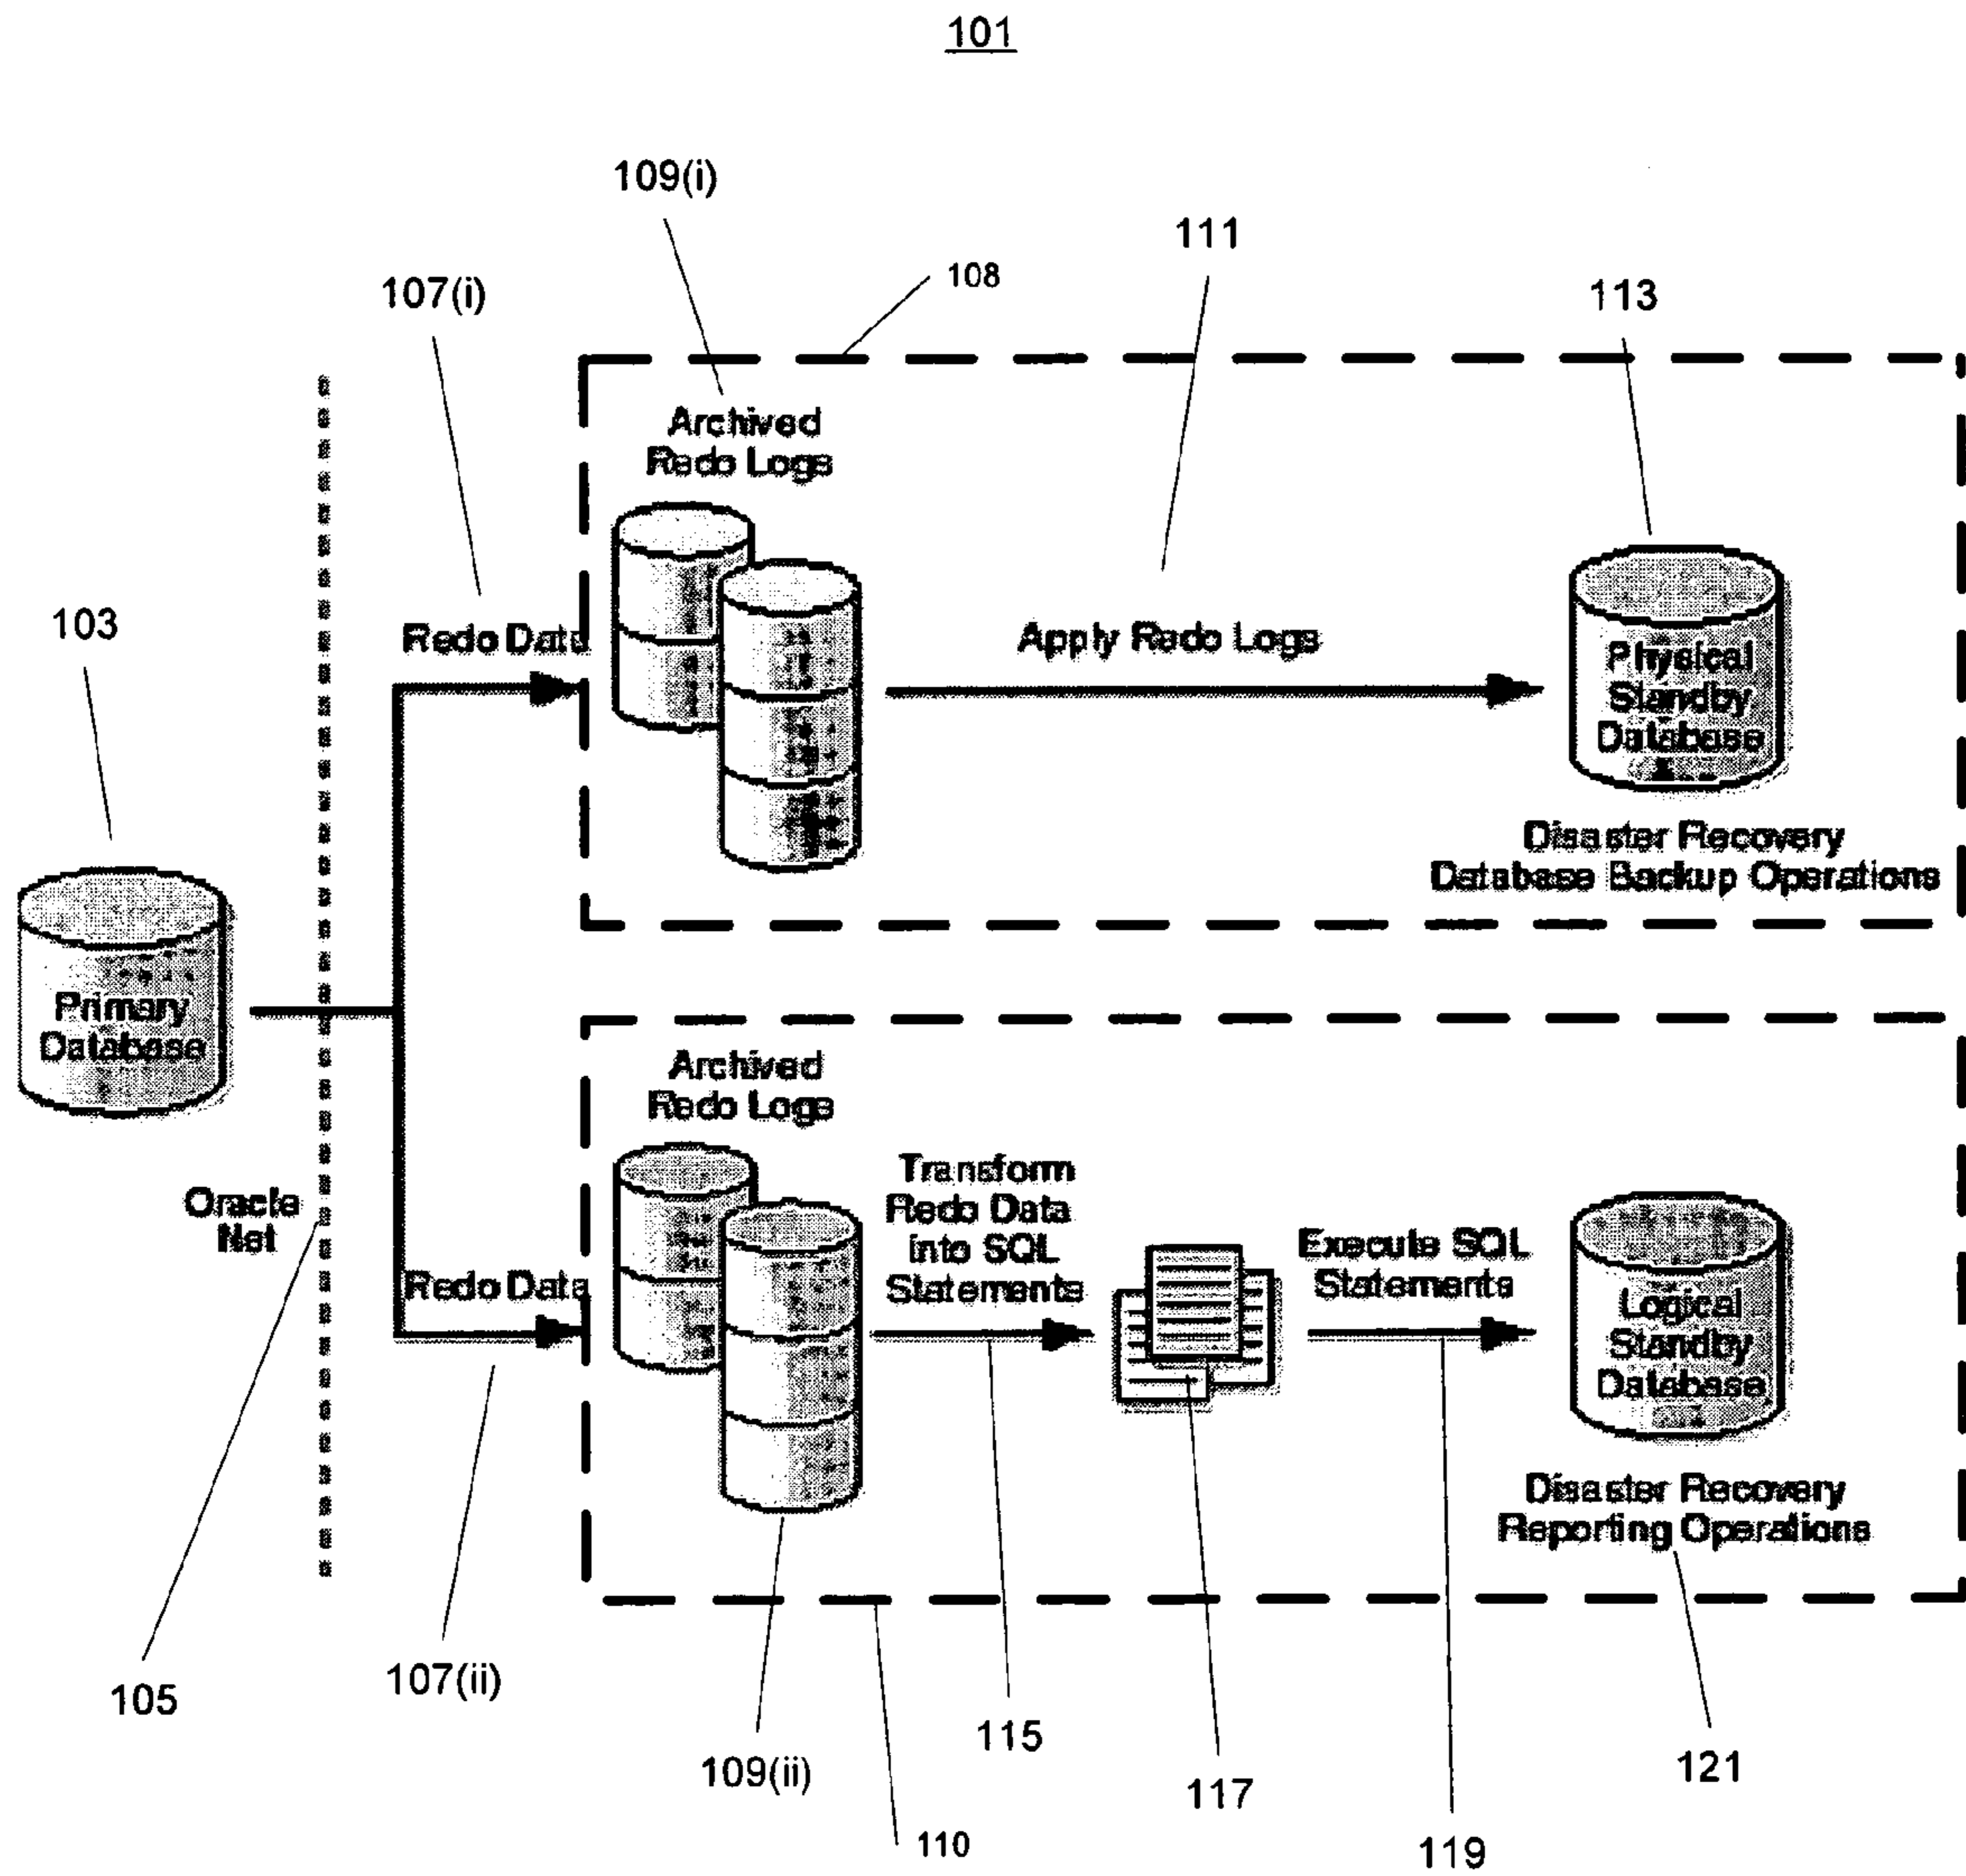 101
109(i)
111
108
107(i)
113
Archived
Redo Logs
103
Redo Data
Apply Redo Logs
Physical
Standby
Database
Disaster Recovery
Database Backup Operations
Primary
Database
Archived
Redo Logs
Oracle
Net
Transform
Redo Data
into SQL
Statements
Execute SQL
Statements
Redo Data
Logical
Standby
Database
Disaster Recovery
Reporting Operations
107(ii)
105
115
109(ii)
117
121
110
119